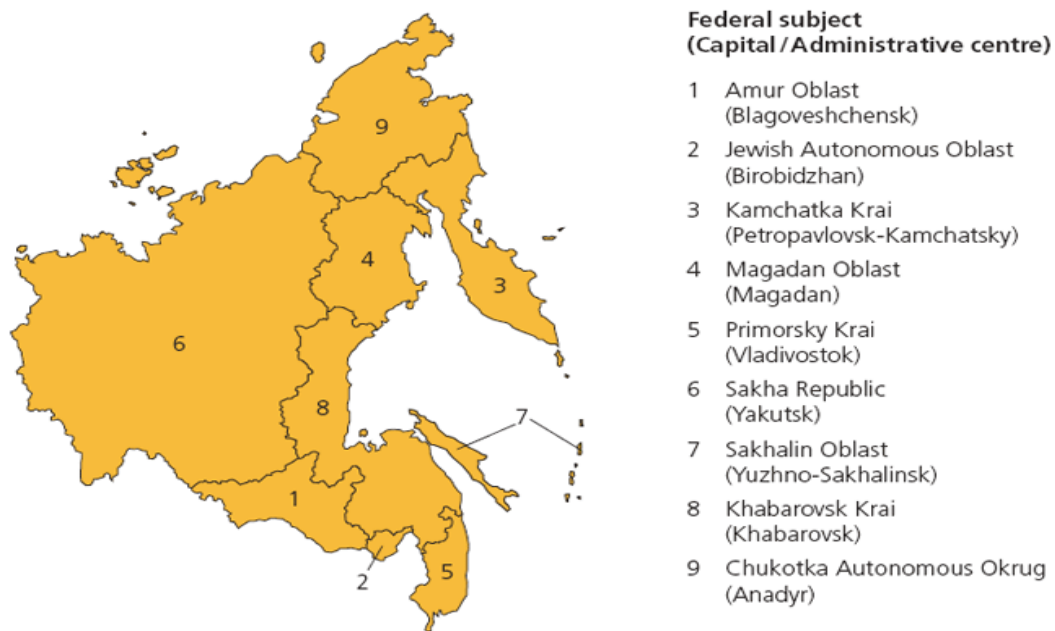 Federal subject
(Capital/Administrative centre)
1 Amur Oblast
(Blagoveshchensk)
2 Jewish Autonomous Oblast
(Birobidzhan)
3 Kamchatka Krai
(Petropavlovsk-Kamchatsky)
4 Magadan Oblast
(Magadan)
5 Primorsky Krai
(Vladivostok)
6 Sakha Republic
(Yakutsk)
7 Sakhalin Oblast
(Yuzhno-Sakhalinsk)
8 Khabarovsk Krai
(Khabarovsk)
9 Chukotka Autonomous Okrug
(Anadyr)
9
4
3
6
8
7
1
2
5